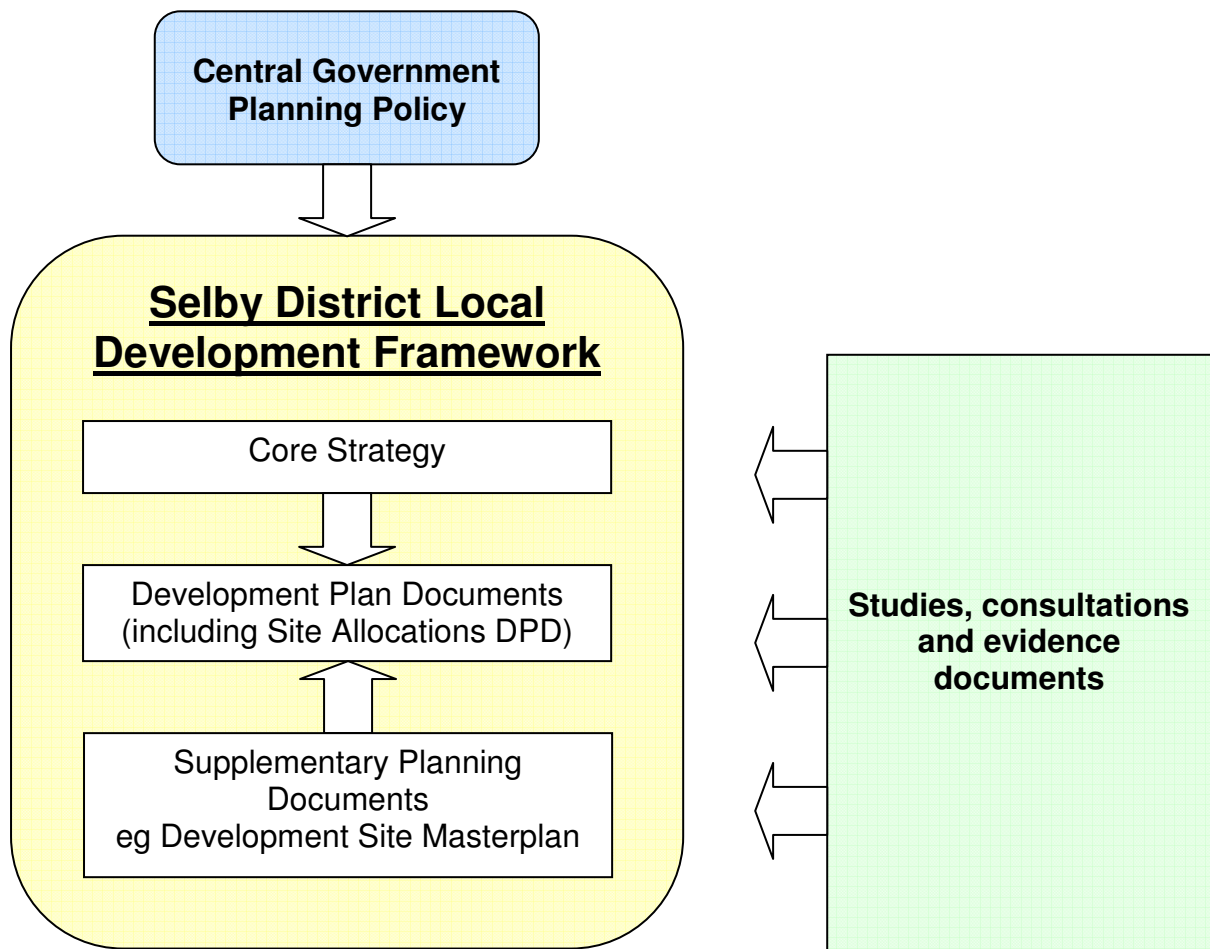 Central Government
Planning Policy
Selby District Local
Development Framework
Core Strategy
Development Plan Documents
(including Site Allocations DPD)
Supplementary Planning
Documents
eg Development Site Masterplan
Studies, consultations
and evidence
documents